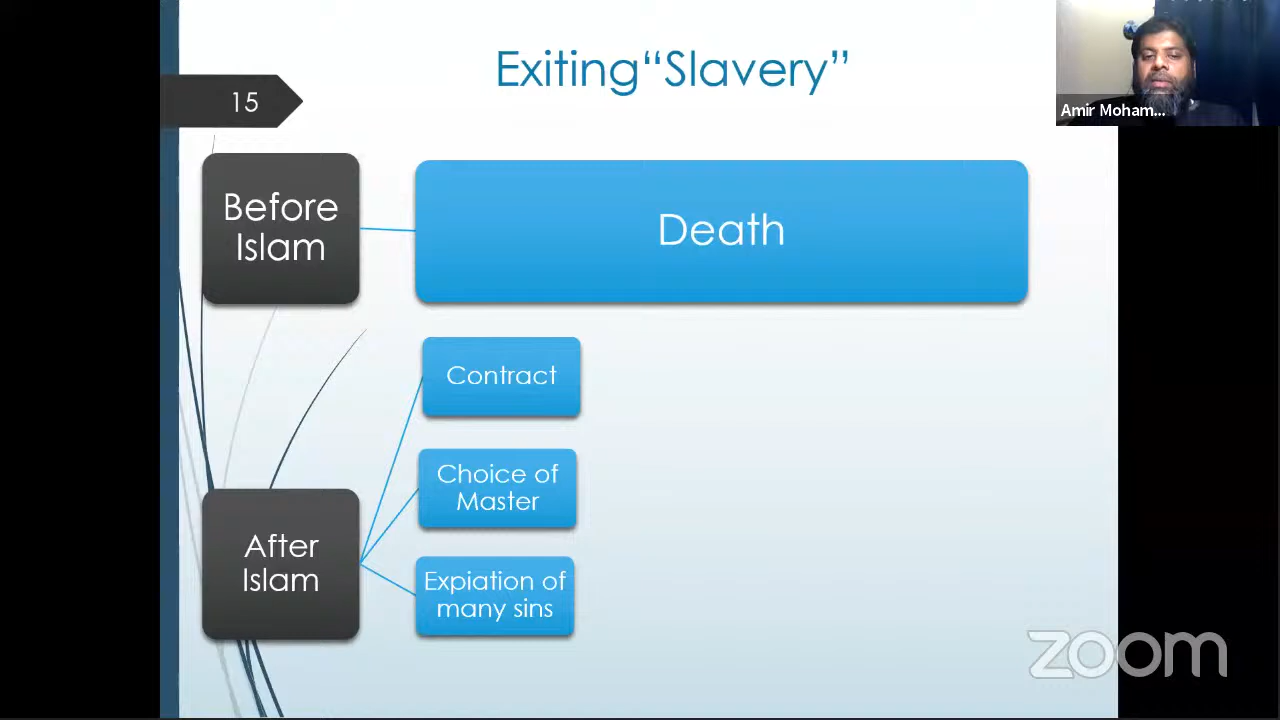 Exiting“Slavery”
Amir Moham...
15
Before
Islam
Death
Contract
Choice of
Master
After
Islam
Expiation of
many sins
zoom